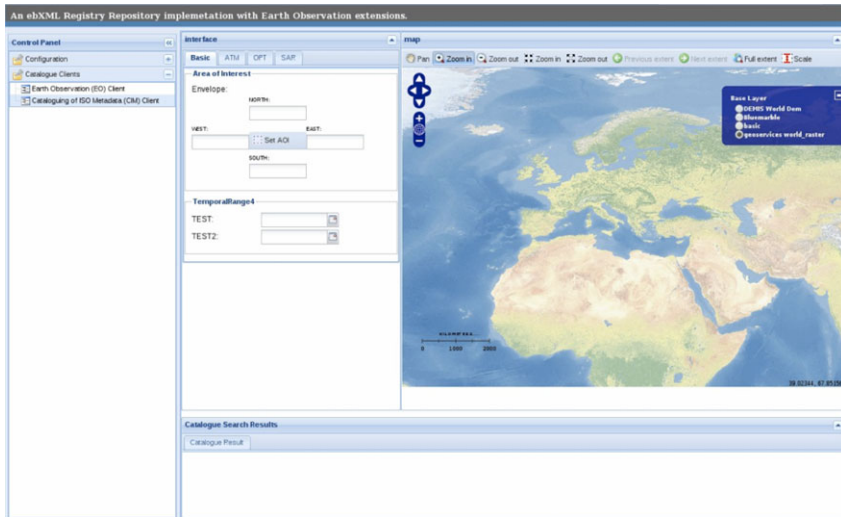 An ebXML Registry Repository implemetation with Earth Observation extensions.
Control Panel
Configuration
Catalogue Clients
Earth Observation (EO) Client
Cataloguing of ISO Metadata (CIM) Client
interface
Basic ATM OPT SAR
Area of Interest
Envelope:
NORTH:
WEST: EAST:
Set AOI
SOUTH:
TemporalRange4
TEST:
TEST2:
map
Pan Zoom in Zoom out Zoom in Zoom out Previous extent Next extent Full extent Scale
Base Layer
DEMIS World Dem
Bluemarble
basic
geoservices world_raster
0 1000 2000
Catalogue Search Results
Catalogue Result